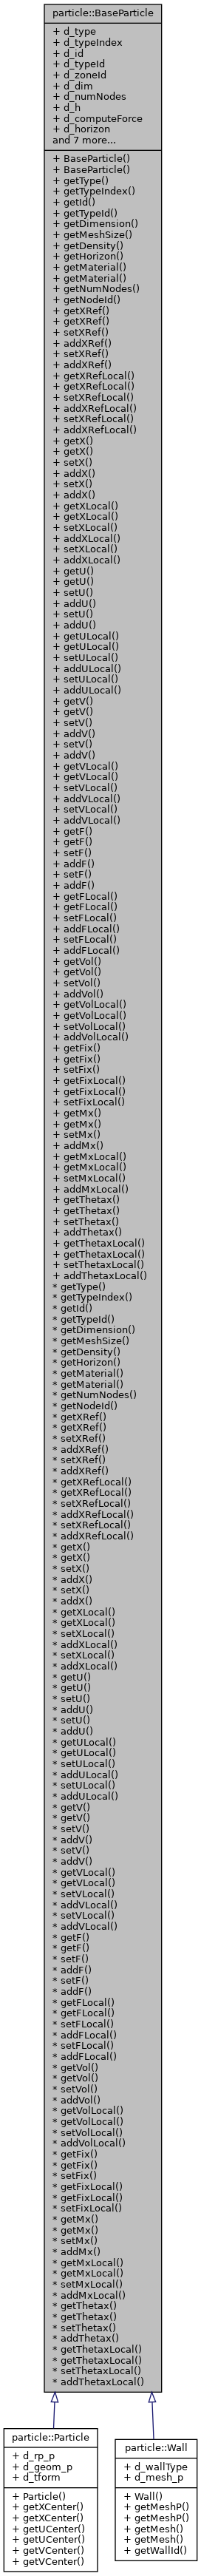 particle::BaseParticle
+ d_type
+ d_typeIndex
+ d_id
+ d_typeId
+ d_zoneId
+ d_dim
+ d_numNodes
+ d_h
+ d_computeForce
+ d_horizon
and 7 more...
+ BaseParticle()
+ BaseParticle()
+ getType()
+ getTypeIndex()
+ getId()
+ getTypeId()
+ getDimension()
+ getMeshSize()
+ getDensity()
+ getHorizon()
+ getMaterial()
+ getMaterial()
+ getNumNodes()
+ getNodeId()
+ getXRef()
+ getXRef()
+ setXRef()
+ addXRef()
+ setXRef()
+ addXRef()
+ getXRefLocal()
+ getXRefLocal()
+ setXRefLocal()
+ addXRefLocal()
+ setXRefLocal()
+ addXRefLocal()
+ getX()
+ getX()
+ setX()
+ addX()
+ setX()
+ addX()
+ getXLocal()
+ getXLocal()
+ setXLocal()
+ addXLocal()
+ setXLocal()
+ addXLocal()
+ getU()
+ getU()
+ setU()
+ addU()
+ setU()
+ addU()
+ getULocal()
+ getULocal()
+ setULocal()
+ addULocal()
+ setULocal()
+ addULocal()
+ getV()
+ getV()
+ setV()
+ addV()
+ setV()
+ addV()
+ getVLocal()
+ getVLocal()
+ setVLocal()
+ addVLocal()
+ setVLocal()
+ addVLocal()
+ getF()
+ getF()
+ setF()
+ addF()
+ setF()
+ addF()
+ getFLocal()
+ getFLocal()
+ setFLocal()
+ addFLocal()
+ setFLocal()
+ addFLocal()
+ getVol()
+ getVol()
+ setVol()
+ addVol()
+ getVolLocal()
+ getVolLocal()
+ setVolLocal()
+ addVolLocal()
+ getFix()
+ getFix()
+ setFix()
+ getFixLocal()
+ getFixLocal()
+ setFixLocal()
+ getMx()
+ getMx()
+ setMx()
+ addMx()
+ getMxLocal()
+ getMxLocal()
+ setMxLocal()
+ addMxLocal()
+ getThetax()
+ getThetax()
+ setThetax()
+ addThetax()
+ getThetaxLocal()
+ getThetaxLocal()
+ setThetaxLocal()
+ addThetaxLocal()
* getType()
* getTypeIndex()
* getId()
* getTypeId()
* getDimension()
* getMeshSize()
* getDensity()
* getHorizon()
* getMaterial()
* getMaterial()
* getNumNodes()
* getNodeId()
* getXRef()
* getXRef()
* setXRef()
* addXRef()
* setXRef()
* addXRef()
* getXRefLocal()
* getXRefLocal()
* setXRefLocal()
* addXRefLocal()
* setXRefLocal()
* addXRefLocal()
* getX()
* getX()
* setX()
* addX()
* setX()
* addX()
* getXLocal()
* getXLocal()
* setXLocal()
* addXLocal()
* setXLocal()
* addXLocal()
* getU()
* getU()
* setU()
* addU()
* setU()
* addU()
* getULocal()
* getULocal()
* setULocal()
* addULocal()
* setULocal()
* addULocal()
* getV()
* getV()
* setV()
* addV()
* setV()
* addV()
* getVLocal()
* getVLocal()
* setVLocal()
* addVLocal()
* setVLocal()
* addVLocal()
* getF()
* getF()
* setF()
* addF()
* setF()
* addF()
* getFLocal()
* getFLocal()
* setFLocal()
* addFLocal()
* setFLocal()
* addFLocal()
* getVol()
* getVol()
* setVol()
* addVol()
* getVolLocal()
* getVolLocal()
* setVolLocal()
* addVolLocal()
* getFix()
* getFix()
* setFix()
* getFixLocal()
* getFixLocal()
* setFixLocal()
* getMx()
* getMx()
* setMx()
* addMx()
* getMxLocal()
* getMxLocal()
* setMxLocal()
* addMxLocal()
* getThetax()
* getThetax()
* setThetax()
* addThetax()
* getThetaxLocal()
* getThetaxLocal()
* setThetaxLocal()
* addThetaxLocal()
particle::Particle
+ d_rp_p
+ d_geom_p
+ d_tform
+ Particle()
+ getXCenter()
+ getXCenter()
+ getUCenter()
+ getUCenter()
+ getVCenter()
+ getVCenter()
particle::Wall
+ d_wallType
+ d_mesh_p
+ Wall()
+ getMeshP()
+ getMeshP()
+ getMesh()
+ getMesh()
+ getWallId()